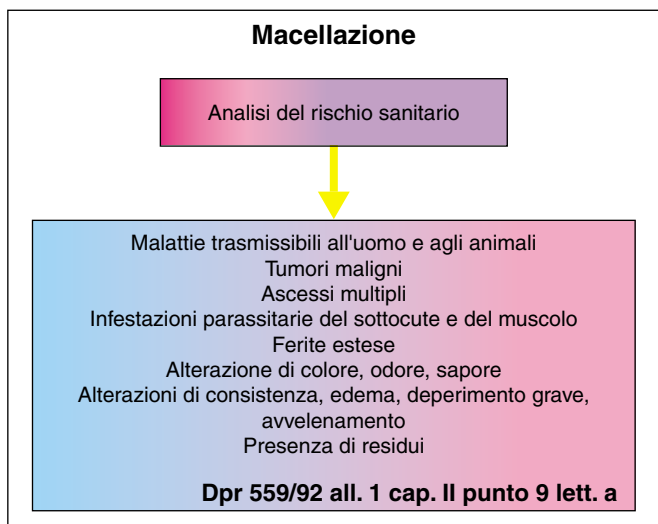 Macellazione
Analisi del rischio sanitario
Malattie trasmissibili all'uomo e agli animali
Tumori maligni
Ascessi multipli
Infestazioni parassitarie del sottocute e del muscolo
Ferite estese
Alterazione di colore, odore, sapore
Alterazioni di consistenza, edema, deperimento grave,
avvelenamento
Presenza di residui
Dpr 559/92 all. 1 cap. II punto 9 lett. a